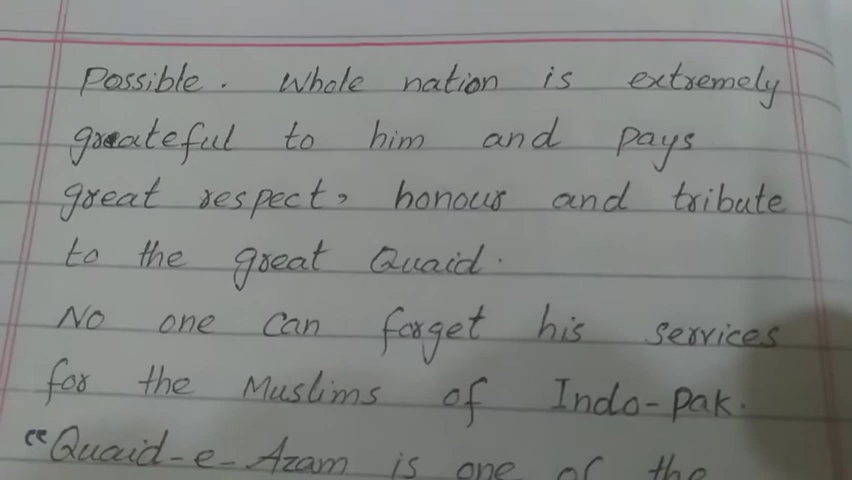 Possible. Whole nation is extremely
grateful to him and pays
great respect, honour and tribute
to the great Quaid.
No one can forget his services
for the Muslims of Indo-Pak.
"Quaid-e-Azam is one of the